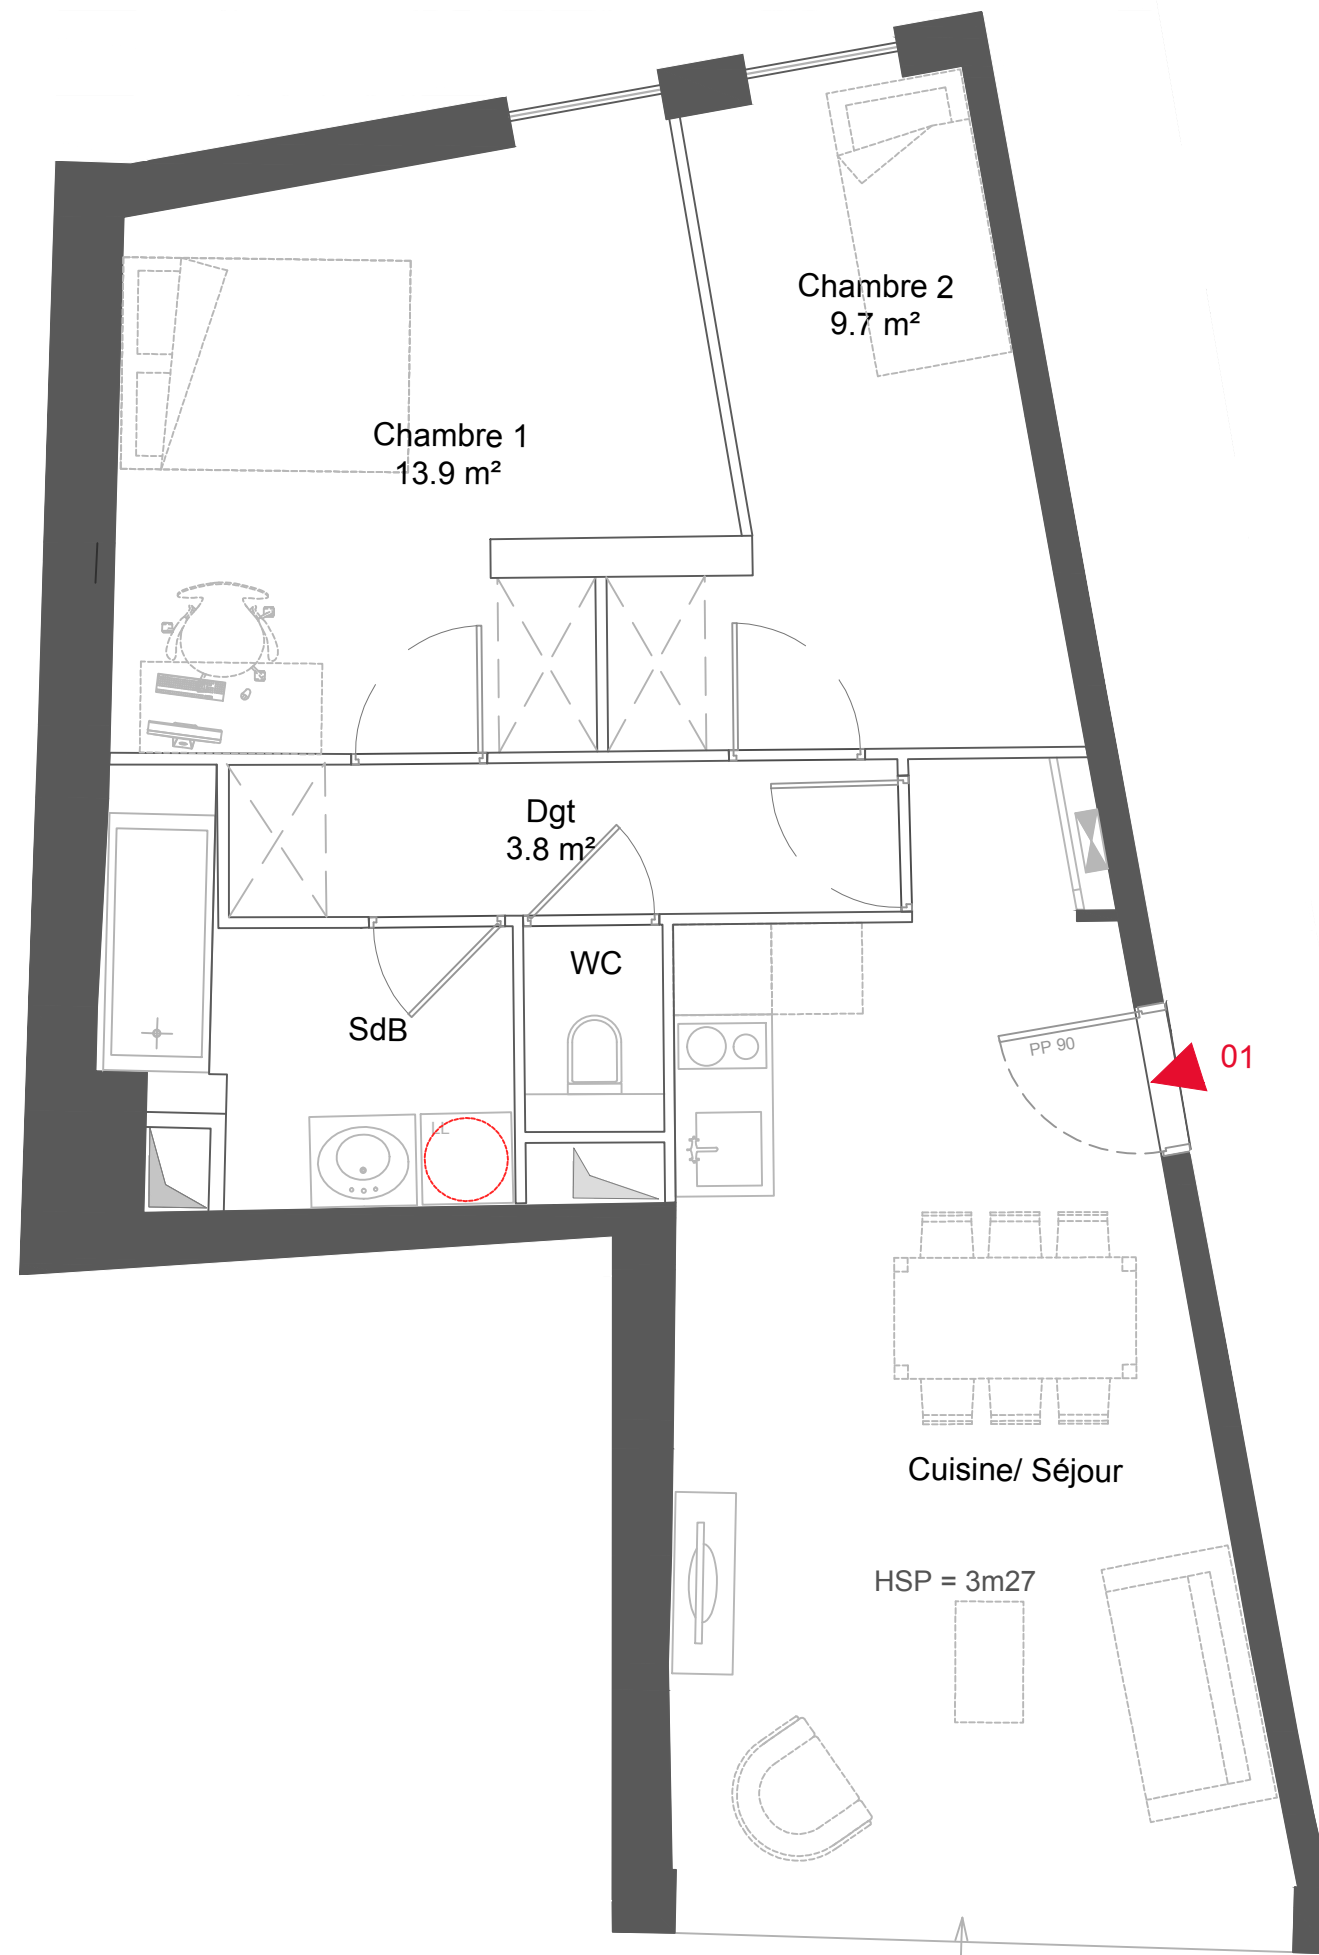 Chambre 2
9.7 m²
Chambre 1
13.9 m²
Dgt
3.8 m²
WC
SdB
PP 90
01
LL
Cuisine/ Séjour
HSP = 3m27